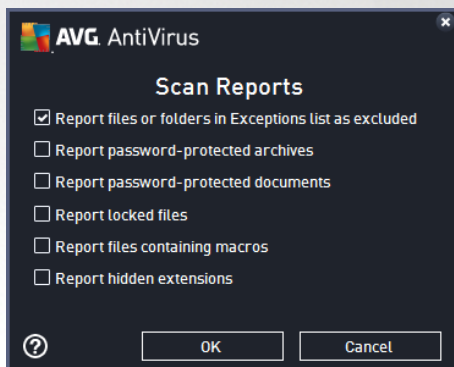 AVG. AntiVirus
Scan Reports
Report files or folders in Exceptions list as excluded
Report password-protected archives
Report password-protected documents
Report locked files
Report files containing macros
Report hidden extensions
?
OK
Cancel